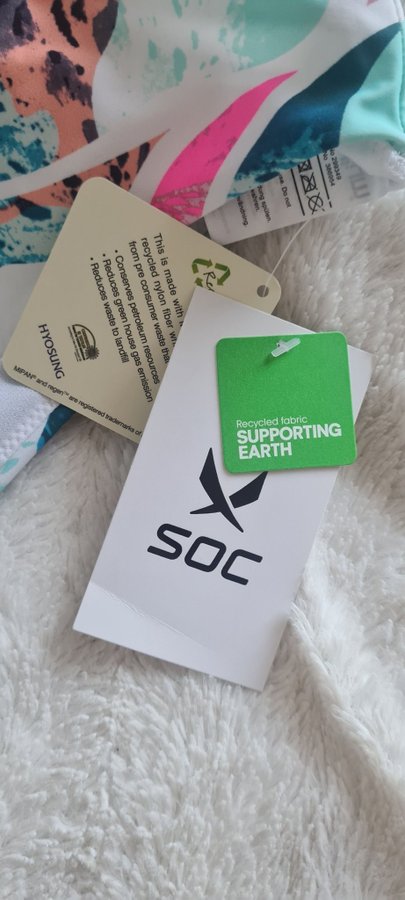 This is made with
recycled nylon fiber
from pre consumer waste
• Conserves petroleum resources
• Reduces green house gas emission
• Reduces waste to landfill
HYOSUNG
MIPAN® and regen™ are registered trademarks of
Recycled fabric
SUPPORTING
EARTH
SOC